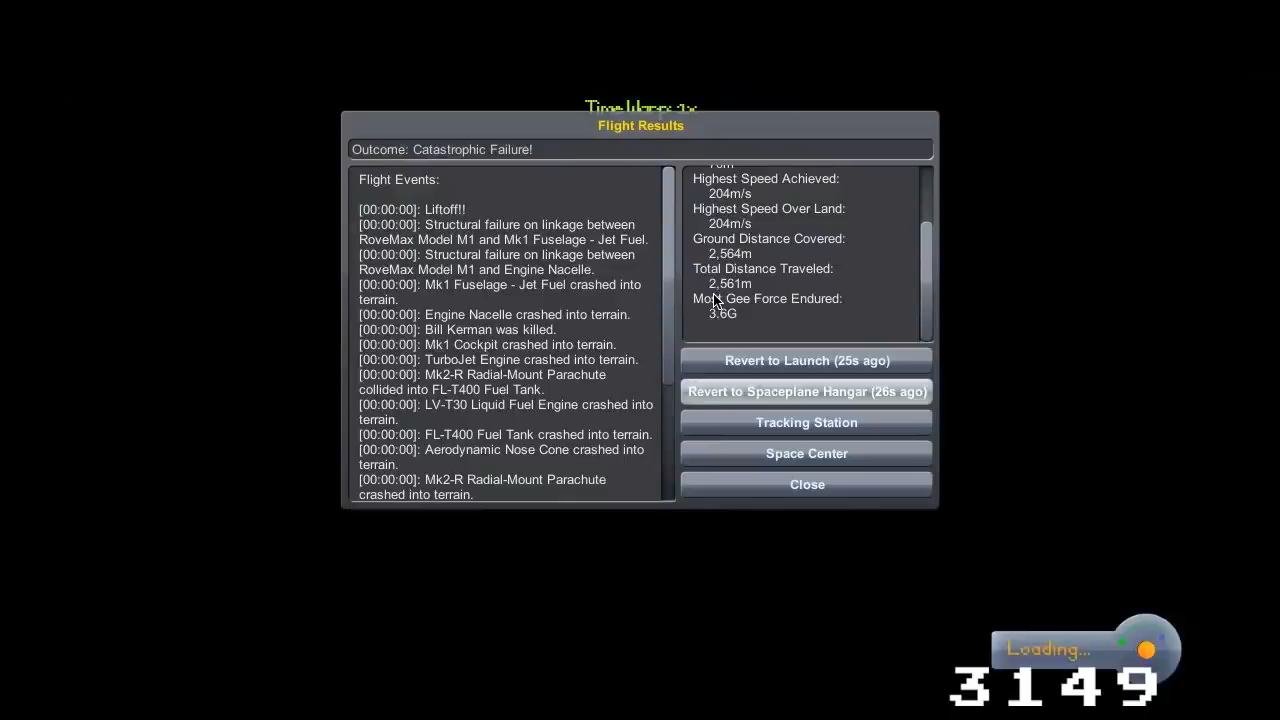 Time Warp: 1x
Flight Results
Outcome: Catastrophic Failure!
Flight Events:
[00:00:00]: Liftoff!!
[00:00:00]: Structural failure on linkage between
RoveMax Model M1 and Mk1 Fuselage - Jet Fuel.
[00:00:00]: Structural failure on linkage between
RoveMax Model M1 and Engine Nacelle.
[00:00:00]: Mk1 Fuselage - Jet Fuel crashed into
terrain.
[00:00:00]: Engine Nacelle crashed into terrain.
[00:00:00]: Bill Kerman was killed.
[00:00:00]: Mk1 Cockpit crashed into terrain.
[00:00:00]: TurboJet Engine crashed into terrain.
[00:00:00]: Mk2-R Radial-Mount Parachute
collided into FL-T400 Fuel Tank.
[00:00:00]: LV-T30 Liquid Fuel Engine crashed into
terrain.
[00:00:00]: FL-T400 Fuel Tank crashed into terrain.
[00:00:00]: Aerodynamic Nose Cone crashed into
terrain.
[00:00:00]: Mk2-R Radial-Mount Parachute
crashed into terrain.
Highest Speed Achieved:
204m/s
Highest Speed Over Land:
204m/s
Ground Distance Covered:
2,564m
Total Distance Traveled:
2,561m
Most Gee Force Endured:
3.6G
Revert to Launch (25s ago)
Revert to Spaceplane Hangar (26s ago)
Tracking Station
Space Center
Close
Loading...
3149